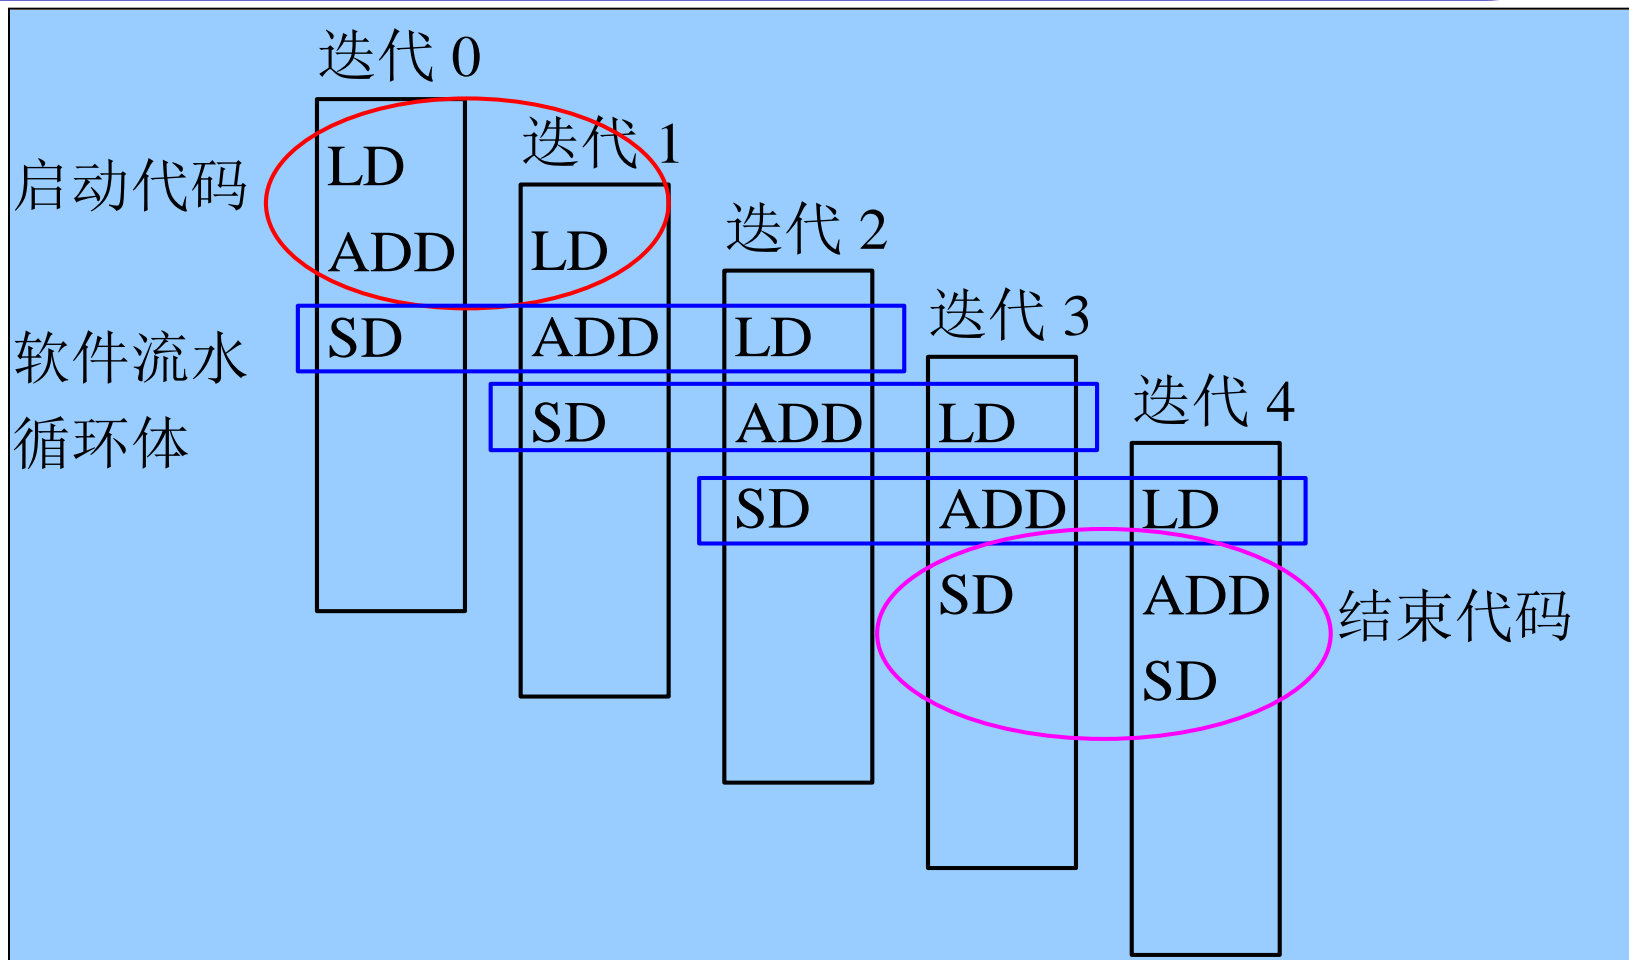 迭代 0
迭代 1
启动代码
LD
迭代 2
ADD LD
迭代 3
软件流水
SD ADD LD
迭代 4
循环体
SD ADD LD
SD ADD LD
SD ADD
结束代码
SD